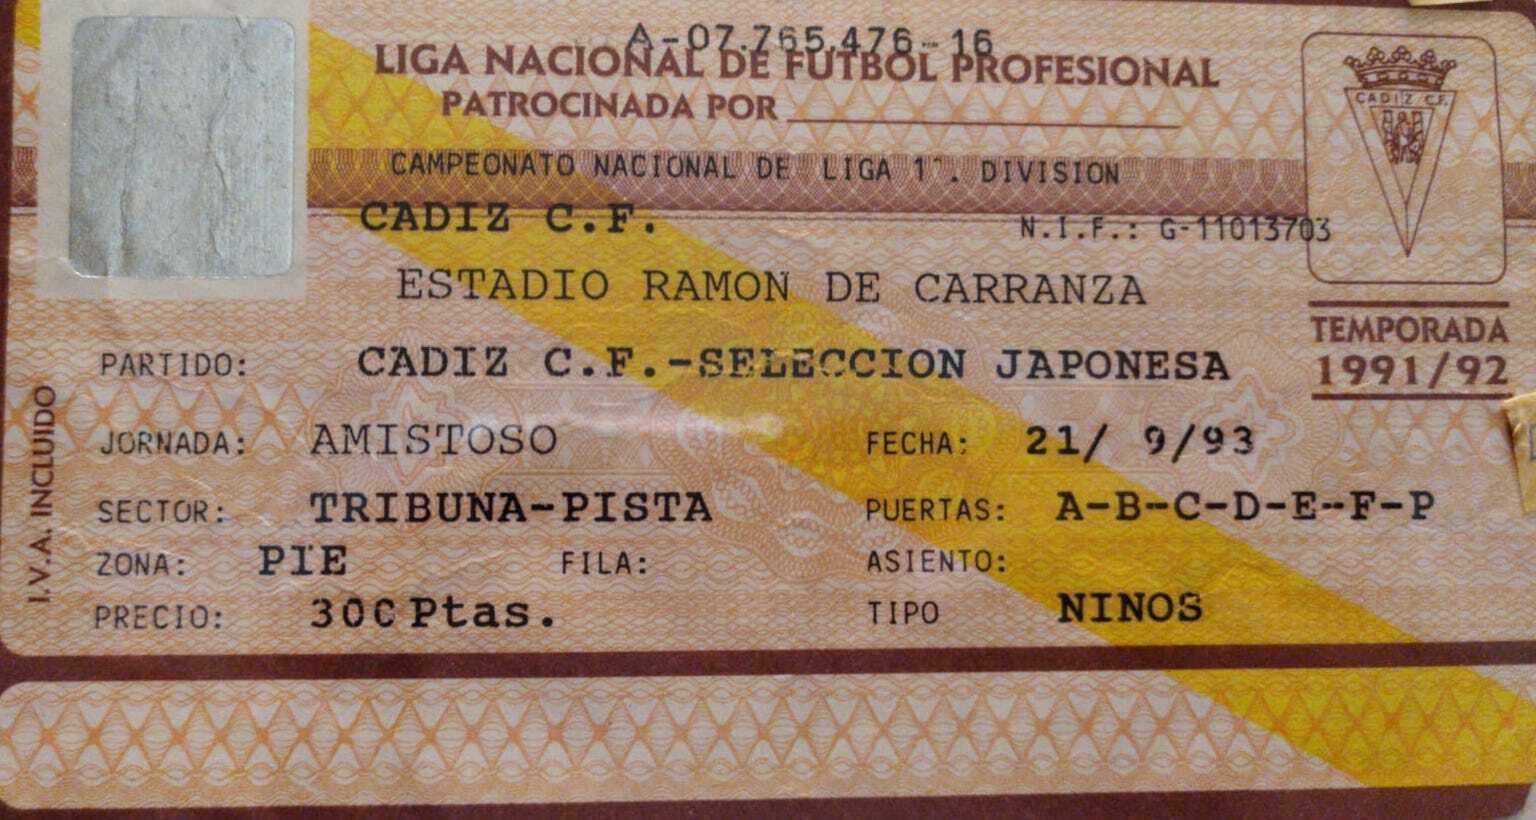 A-07.765.476-16
LIGA NACIONAL DE FUTBOL PROFESIONAL
PATROCINADA POR
CADIZ C.F.
CAMPEONATO NACIONAL DE LIGA 1ª. DIVISION
CADIZ C.F.
N.I.F.: G-11013703
ESTADIO RAMON DE CARRANZA
TEMPORADA
1991/92
PARTIDO: CADIZ C.F.-SELECCION JAPONESA
JORNADA: AMISTOSO FECHA: 21/ 9/93
SECTOR: TRIBUNA-PISTA PUERTAS: A-B-C-D-E-F-P
ZONA: PIE FILA: ASIENTO:
PRECIO: 300 Ptas. TIPO NINOS
I.V.A. INCLUIDO